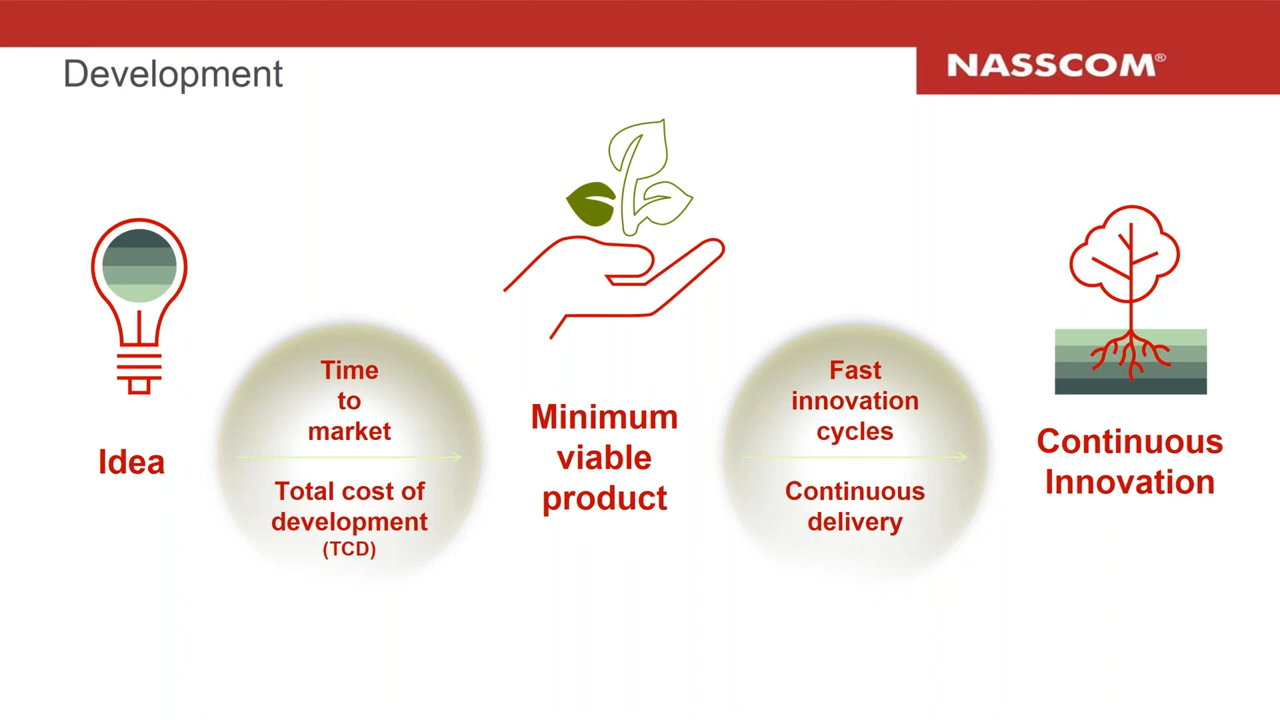 NASSCOM®
Development
Idea
Time
to
market
Total cost of
development
(TCD)
Minimum
viable
product
Fast
innovation
cycles
Continuous
delivery
Continuous
Innovation